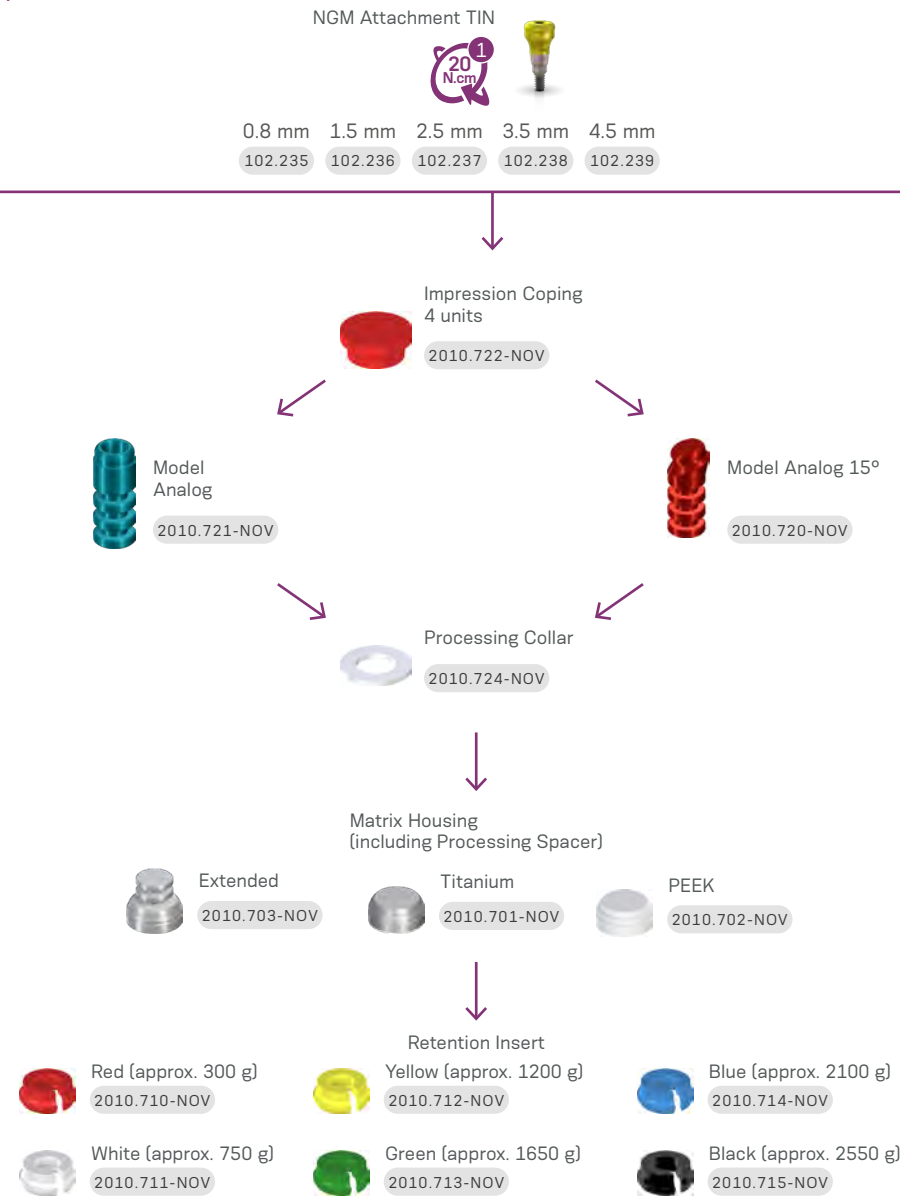 NGM Attachment TIN
1
20
N.cm
0.8 mm 1.5 mm 2.5 mm 3.5 mm 4.5 mm
102.235 102.236 102.237 102.238 102.239
Impression Coping
4 units
2010.722-NOV
Model
Analog
2010.721-NOV
Model Analog 15°
2010.720-NOV
Processing Collar
2010.724-NOV
Matrix Housing
(including Processing Spacer)
Extended
2010.703-NOV
Titanium
2010.701-NOV
PEEK
2010.702-NOV
Retention Insert
Red (approx. 300 g)
2010.710-NOV
Yellow (approx. 1200 g)
2010.712-NOV
Blue (approx. 2100 g)
2010.714-NOV
White (approx. 750 g)
2010.711-NOV
Green (approx. 1650 g)
2010.713-NOV
Black (approx. 2550 g)
2010.715-NOV